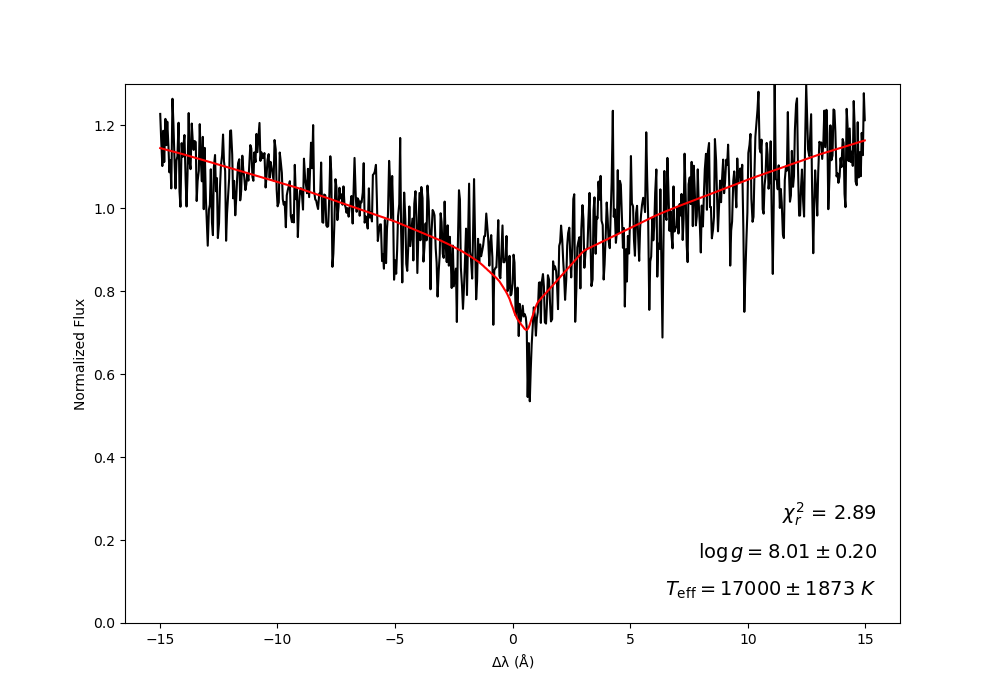 1.2
1.0
0.8
0.6
0.4
0.2
0.0
Normalized Flux
χ²ᵣ = 2.89
log g = 8.01 ± 0.20
T_eff = 17000 ± 1873 K
−15 −10 −5 0 5 10 15
Δλ (Å)